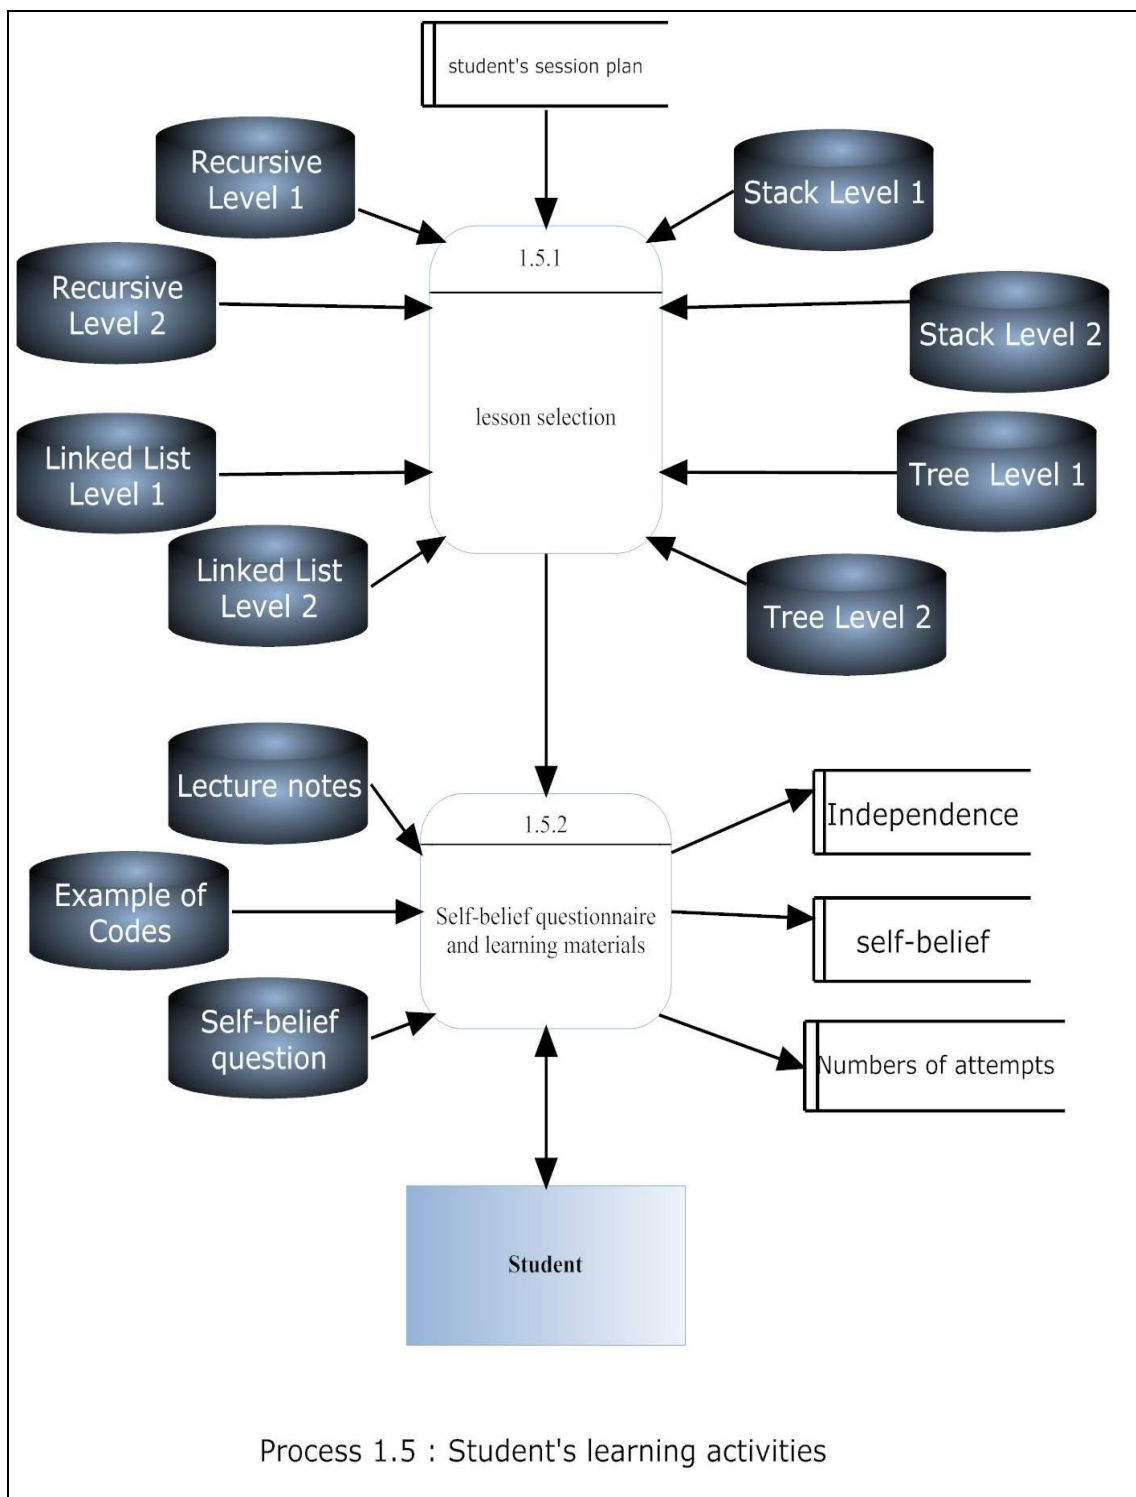 student's session plan
Recursive
Level 1
Stack Level 1
1.5.1
Recursive
Level 2
Stack Level 2
lesson selection
Linked List
Level 1
Tree  Level 1
Linked List
Level 2
Tree Level 2
Lecture notes
1.5.2
Independence
Example of
Codes
Self-belief questionnaire
and learning materials
self-belief
Self-belief
question
Numbers of attempts
Student
Process 1.5 : Student's learning activities